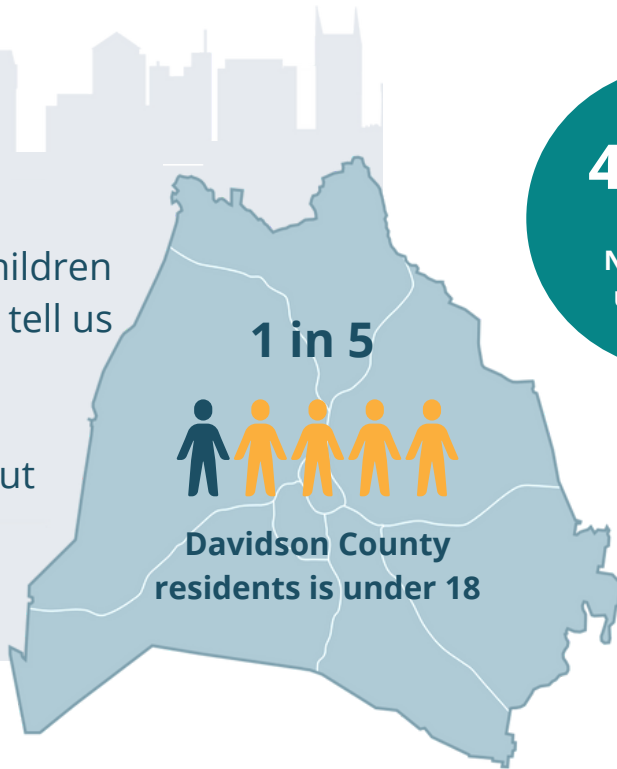 hildren
tell us
ut
1 in 5
Davidson County
residents is under 18
4
N
u